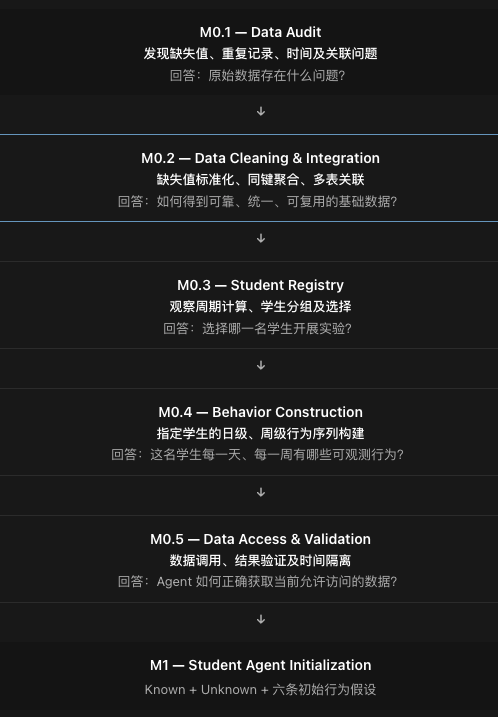 M0.1 — Data Audit
发现缺失值、重复记录、时间及关联问题
回答：原始数据存在什么问题？
↓
M0.2 — Data Cleaning & Integration
缺失值标准化、同键聚合、多表关联
回答：如何得到可靠、统一、可复用的基础数据？
↓
M0.3 — Student Registry
观察周期计算、学生分组及选择
回答：选择哪一名学生开展实验？
↓
M0.4 — Behavior Construction
指定学生的日级、周级行为序列构建
回答：这名学生每一天、每一周有哪些可观测行为？
↓
M0.5 — Data Access & Validation
数据调用、结果验证及时间隔离
回答：Agent 如何正确获取当前允许访问的数据？
↓
M1 — Student Agent Initialization
Known + Unknown + 六条初始行为假设